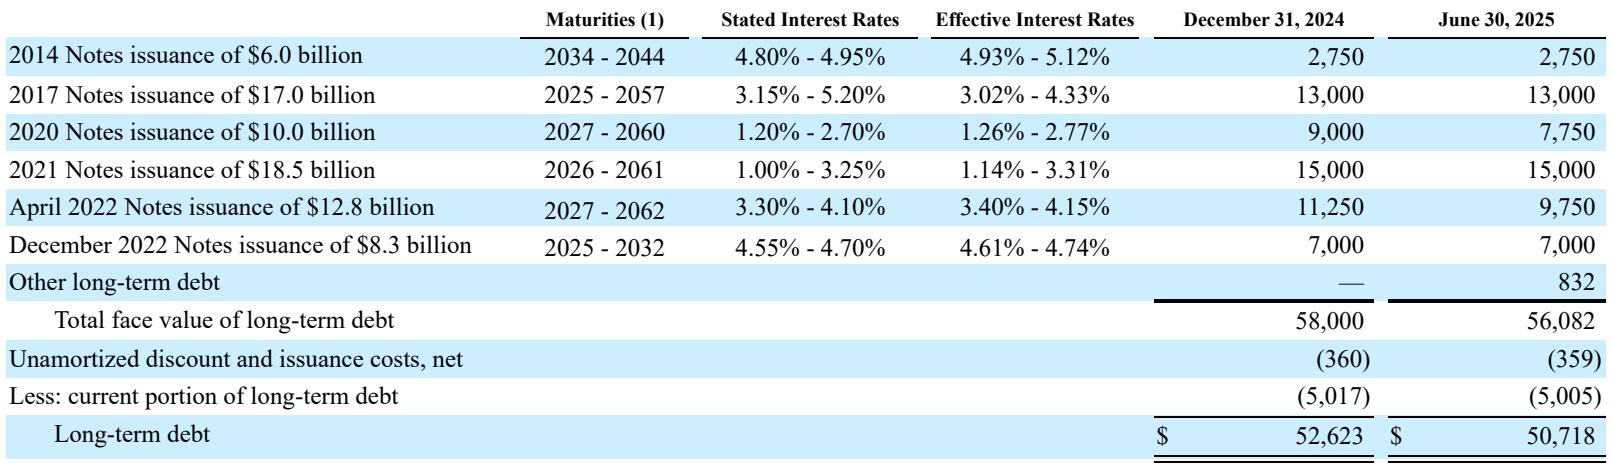 Maturities (1) Stated Interest Rates Effective Interest Rates December 31, 2024 June 30, 2025
2014 Notes issuance of $6.0 billion 2034 - 2044 4.80% - 4.95% 4.93% - 5.12% 2,750 2,750
2017 Notes issuance of $17.0 billion 2025 - 2057 3.15% - 5.20% 3.02% - 4.33% 13,000 13,000
2020 Notes issuance of $10.0 billion 2027 - 2060 1.20% - 2.70% 1.26% - 2.77% 9,000 7,750
2021 Notes issuance of $18.5 billion 2026 - 2061 1.00% - 3.25% 1.14% - 3.31% 15,000 15,000
April 2022 Notes issuance of $12.8 billion 2027 - 2062 3.30% - 4.10% 3.40% - 4.15% 11,250 9,750
December 2022 Notes issuance of $8.3 billion 2025 - 2032 4.55% - 4.70% 4.61% - 4.74% 7,000 7,000
Other long-term debt — 832
Total face value of long-term debt 58,000 56,082
Unamortized discount and issuance costs, net (360) (359)
Less: current portion of long-term debt (5,017) (5,005)
Long-term debt $ 52,623 $ 50,718